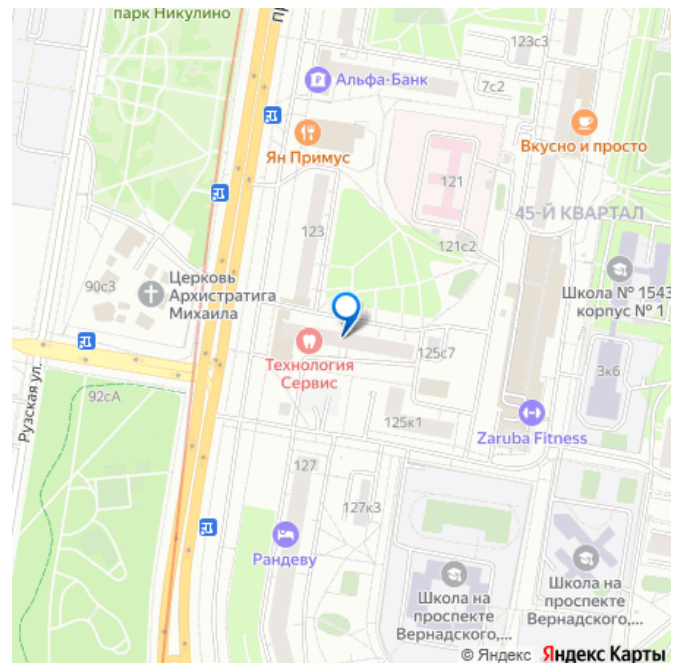 парк Никулино
пр
123с3
Альфа-Банк
7с2
Вкусно и просто
Ян Примус
121
45-Й КВАРТАЛ
123
121с2
90с3
Церковь
Архистратига
Михаила
Школа № 1543
корпус № 1
Технология
Сервис
125с7
3к6
Рузская ул.
92сА
125к1
Zaruba Fitness
127
127к3
Рандеву
Школа на
проспекте
Вернадского,...
Школа на
проспекте
Вернадского,...
© Яндекс Яндекс Карты